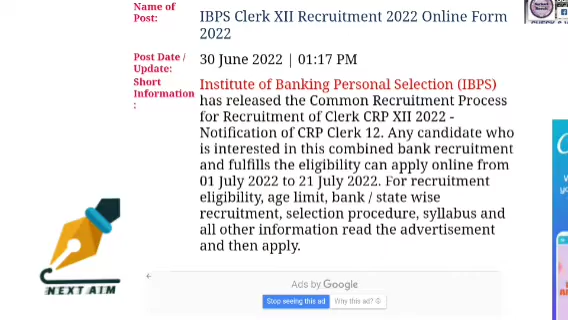 Name of
Post:
IBPS Clerk XII Recruitment 2022 Online Form
2022
Post Date /
Update:
30 June 2022 | 01:17 PM
Short
Information
:
Institute of Banking Personal Selection (IBPS)
has released the Common Recruitment Process
for Recruitment of Clerk CRP XII 2022 -
Notification of CRP Clerk 12. Any candidate who
is interested in this combined bank recruitment
and fulfills the eligibility can apply online from
01 July 2022 to 21 July 2022. For recruitment
eligibility, age limit, bank / state wise
recruitment, selection procedure, syllabus and
all other information read the advertisement
and then apply.
NEXT AIM
Ads by Google
Stop seeing this ad
Why this ad?